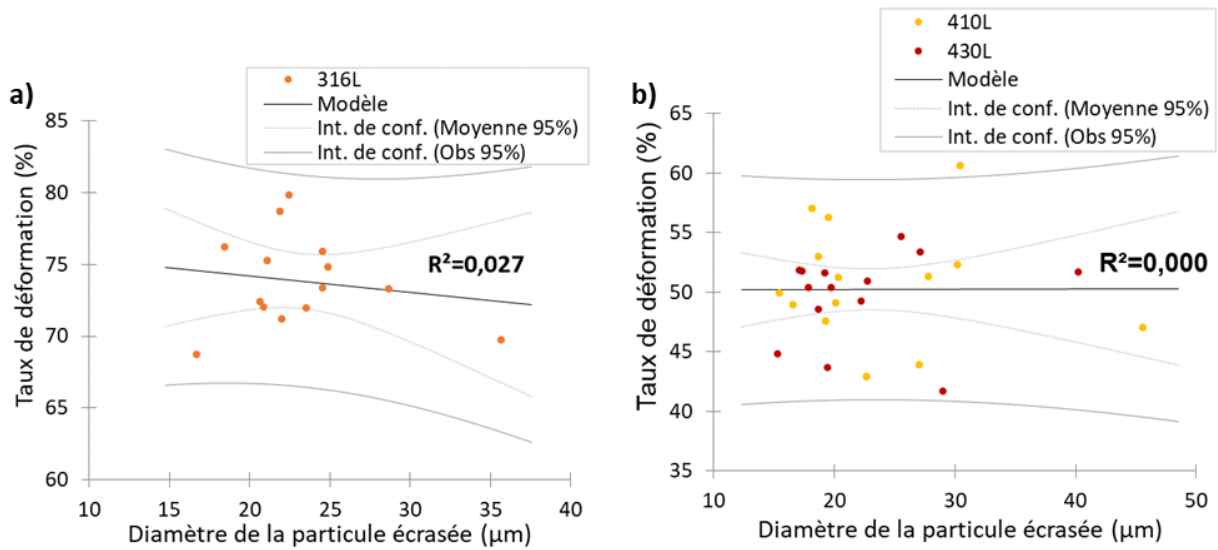 a)
316L
Modèle
Int. de conf. (Moyenne 95%)
Int. de conf. (Obs 95%)
Taux de déformation (%)
85
80
75
70
65
60
R²=0,027
10 15 20 25 30 35 40
Diamètre de la particule écrasée (µm)
b)
410L
430L
Modèle
Int. de conf. (Moyenne 95%)
Int. de conf. (Obs 95%)
Taux de déformation (%)
65
60
55
50
45
40
35
R²=0,000
10 20 30 40 50
Diamètre de la particule écrasée (µm)